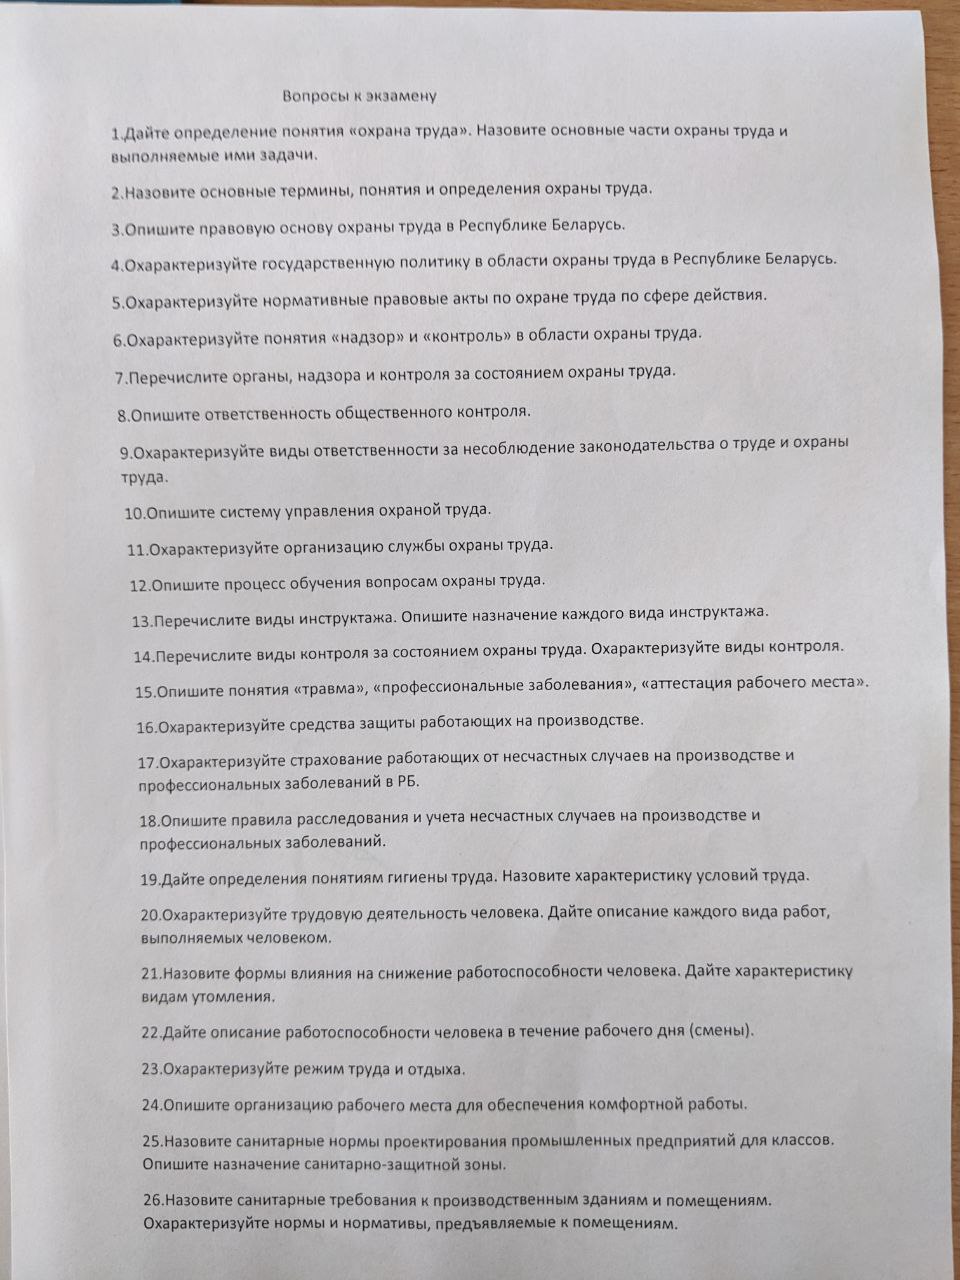 Вопросы к экзамену
1.Дайте определение понятия «охрана труда». Назовите основные части охраны труда и
выполняемые ими задачи.
2.Назовите основные термины, понятия и определения охраны труда.
3.Опишите правовую основу охраны труда в Республике Беларусь.
4.Охарактеризуйте государственную политику в области охраны труда в Республике Беларусь.
5.Охарактеризуйте нормативные правовые акты по охране труда по сфере действия.
6.Охарактеризуйте понятия «надзор» и «контроль» в области охраны труда.
7.Перечислите органы, надзора и контроля за состоянием охраны труда.
8.Опишите ответственность общественного контроля.
9.Охарактеризуйте виды ответственности за несоблюдение законодательства о труде и охраны
труда.
10.Опишите систему управления охраной труда.
11.Охарактеризуйте организацию службы охраны труда.
12.Опишите процесс обучения вопросам охраны труда.
13.Перечислите виды инструктажа. Опишите назначение каждого вида инструктажа.
14.Перечислите виды контроля за состоянием охраны труда. Охарактеризуйте виды контроля.
15.Опишите понятия «травма», «профессиональные заболевания», «аттестация рабочего места».
16.Охарактеризуйте средства защиты работающих на производстве.
17.Охарактеризуйте страхование работающих от несчастных случаев на производстве и
профессиональных заболеваний в РБ.
18.Опишите правила расследования и учета несчастных случаев на производстве и
профессиональных заболеваний.
19.Дайте определения понятиям гигиены труда. Назовите характеристику условий труда.
20.Охарактеризуйте трудовую деятельность человека. Дайте описание каждого вида работ,
выполняемых человеком.
21.Назовите формы влияния на снижение работоспособности человека. Дайте характеристику
видам утомления.
22.Дайте описание работоспособности человека в течение рабочего дня (смены).
23.Охарактеризуйте режим труда и отдыха.
24.Опишите организацию рабочего места для обеспечения комфортной работы.
25.Назовите санитарные нормы проектирования промышленных предприятий для классов.
Опишите назначение санитарно-защитной зоны.
26.Назовите санитарные требования к производственным зданиям и помещениям.
Охарактеризуйте нормы и нормативы, предъявляемые к помещениям.